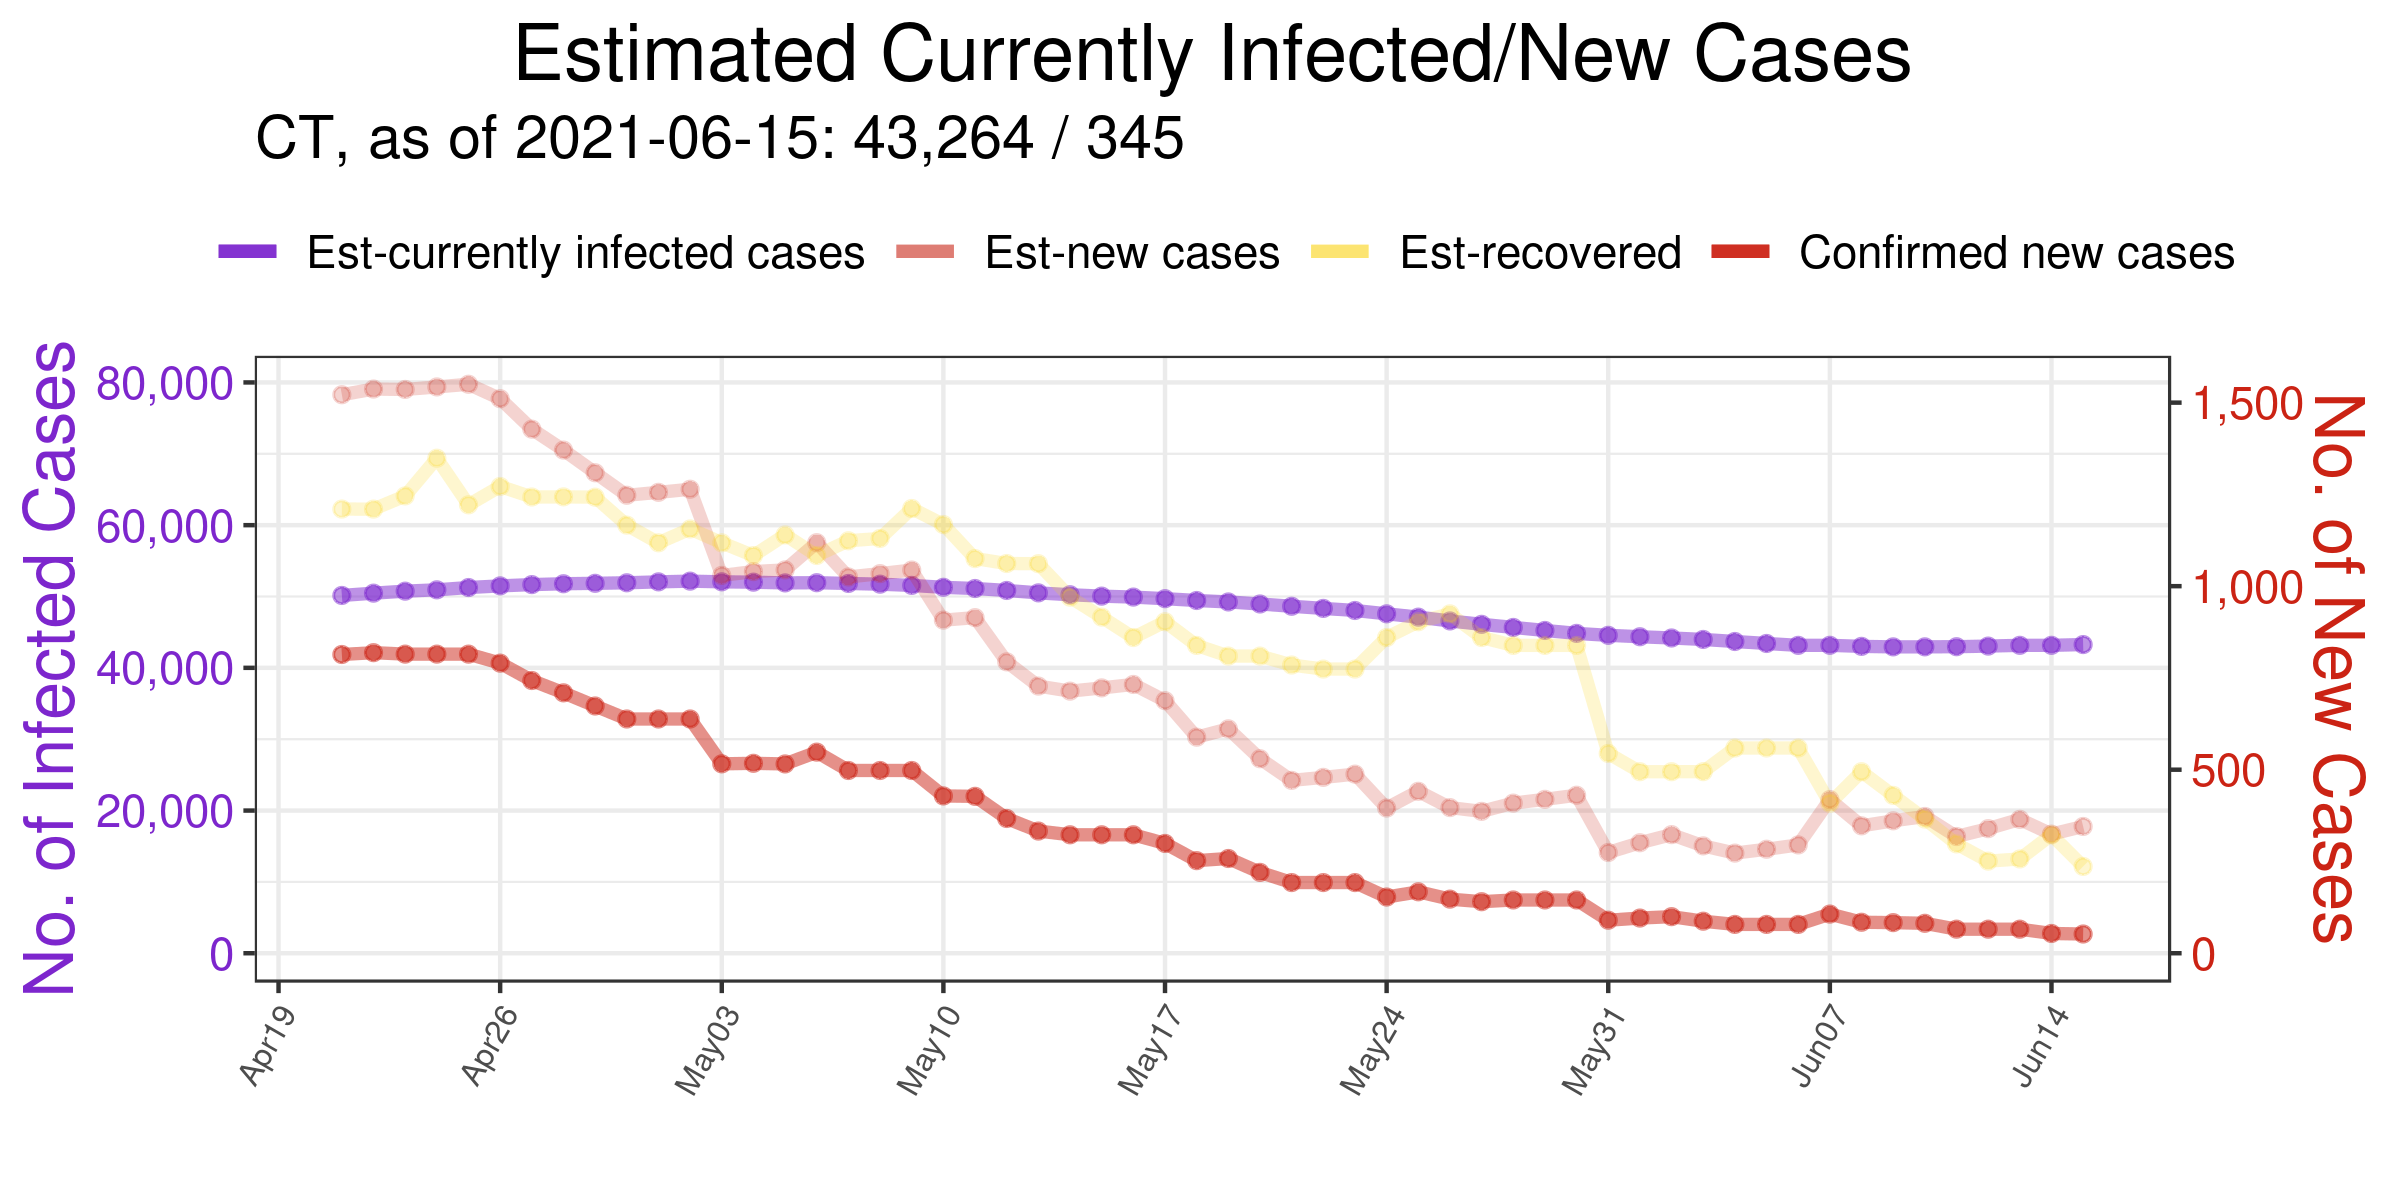 Estimated Currently Infected/New Cases
CT, as of 2021-06-15: 43,264 / 345
Est-currently infected cases Est-new cases Est-recovered Confirmed new cases
No. of Infected Cases
80,000
60,000
40,000
20,000
0
1,500
1,000
500
0
No. of New Cases
Apr19 Apr26 May03 May10 May17 May24 May31 Jun07 Jun14